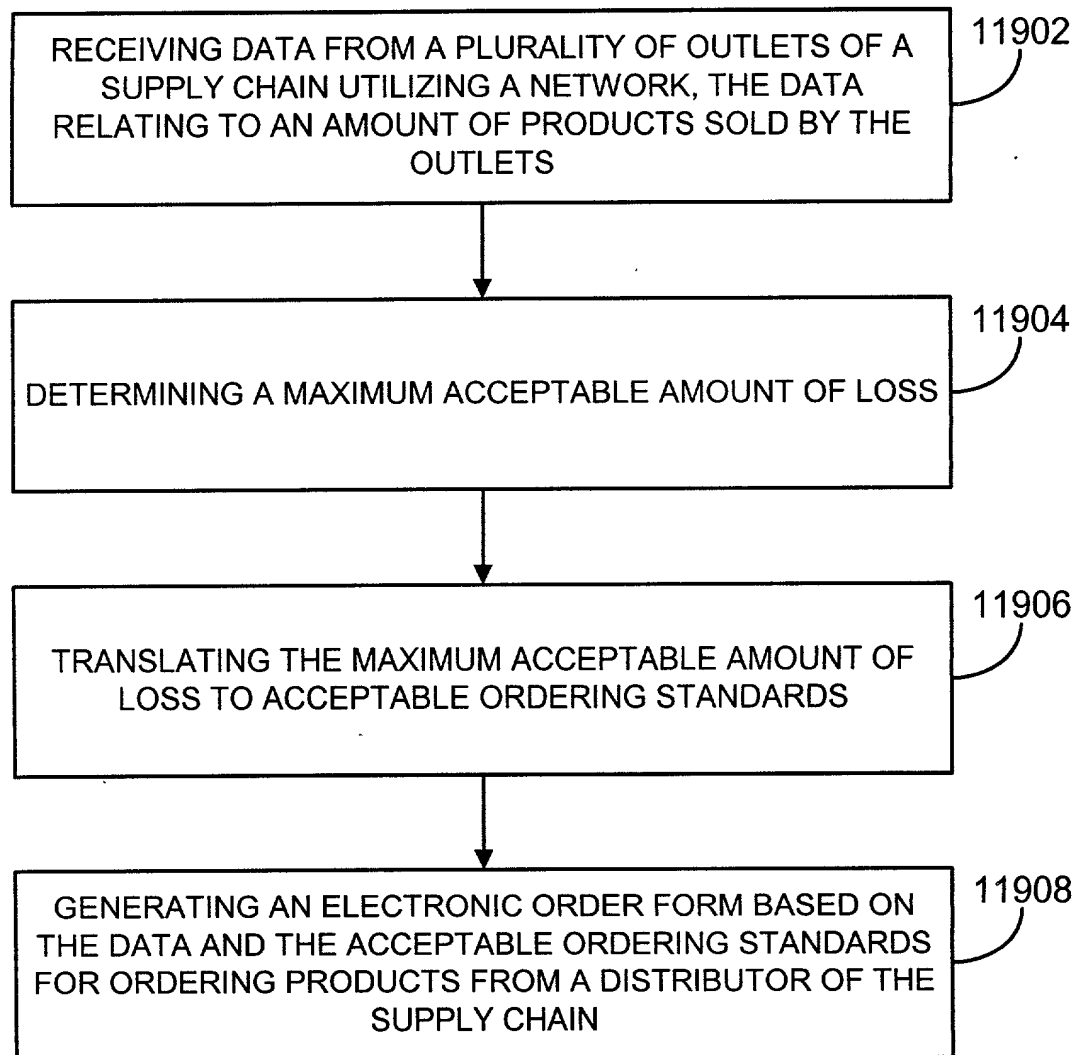 RECEIVING DATA FROM A PLURALITY OF OUTLETS OF A
SUPPLY CHAIN UTILIZING A NETWORK, THE DATA
RELATING TO AN AMOUNT OF PRODUCTS SOLD BY THE
OUTLETS
11902
DETERMINING A MAXIMUM ACCEPTABLE AMOUNT OF LOSS
11904
TRANSLATING THE MAXIMUM ACCEPTABLE AMOUNT OF
LOSS TO ACCEPTABLE ORDERING STANDARDS
11906
GENERATING AN ELECTRONIC ORDER FORM BASED ON
THE DATA AND THE ACCEPTABLE ORDERING STANDARDS
FOR ORDERING PRODUCTS FROM A DISTRIBUTOR OF THE
SUPPLY CHAIN
11908